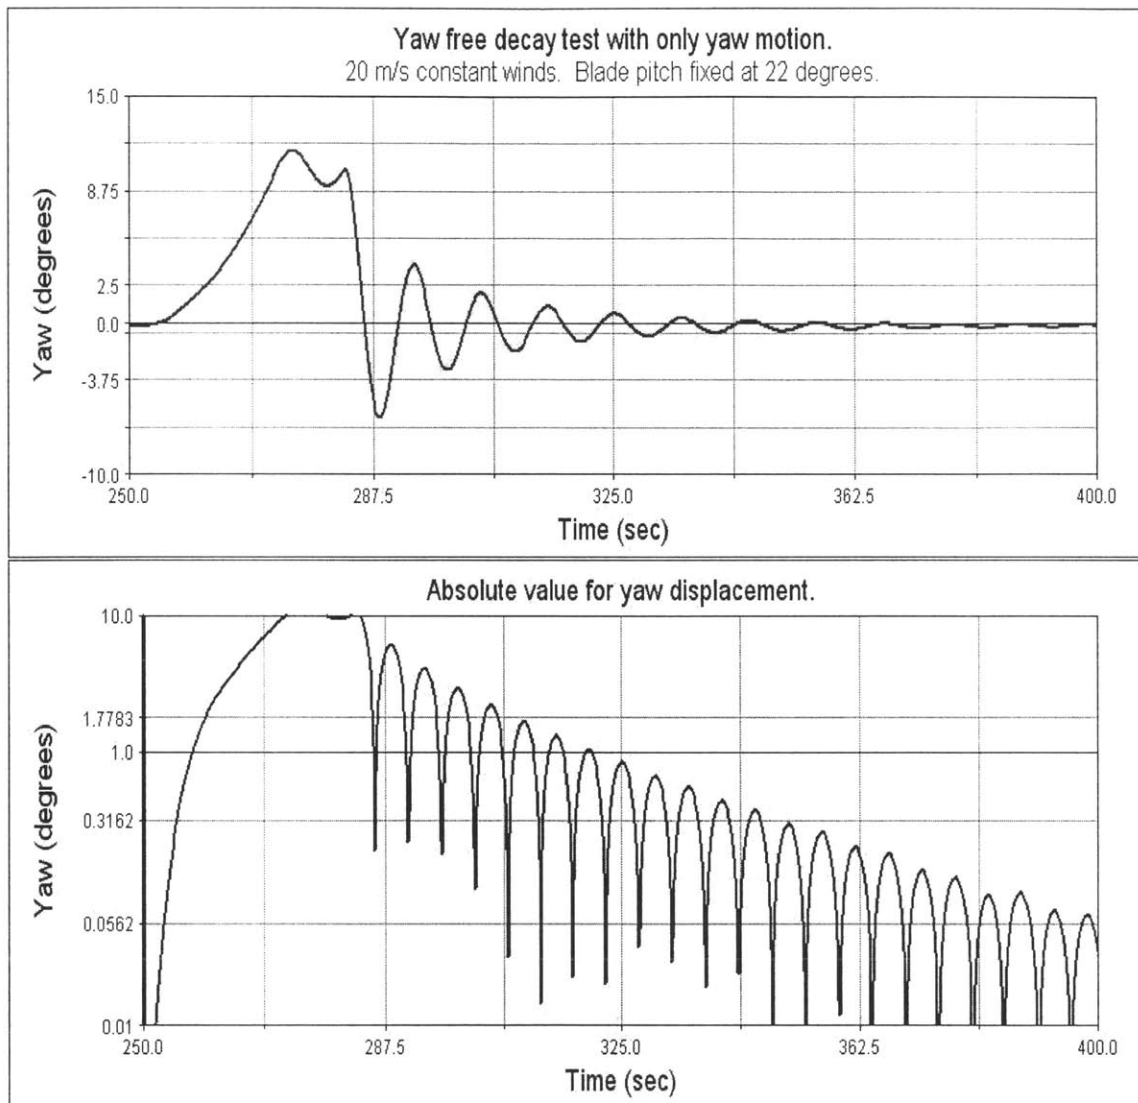 Yaw free decay test with only yaw motion.
20 m/s constant winds. Blade pitch fixed at 22 degrees.
15.0
8.75
2.5
0.0
-3.75
-10.0
Yaw (degrees)
250.0 287.5 325.0 362.5 400.0
Time (sec)
Absolute value for yaw displacement.
10.0
1.7783
1.0
0.3162
0.0562
0.01
Yaw (degrees)
250.0 287.5 325.0 362.5 400.0
Time (sec)